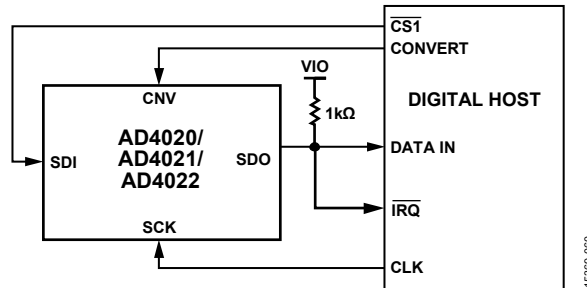 CS1
CONVERT
VIO
CNV
DIGITAL HOST
1kΩ
AD4020/
AD4021/
AD4022
SDI
SDO
DATA IN
IRQ
SCK
CLK